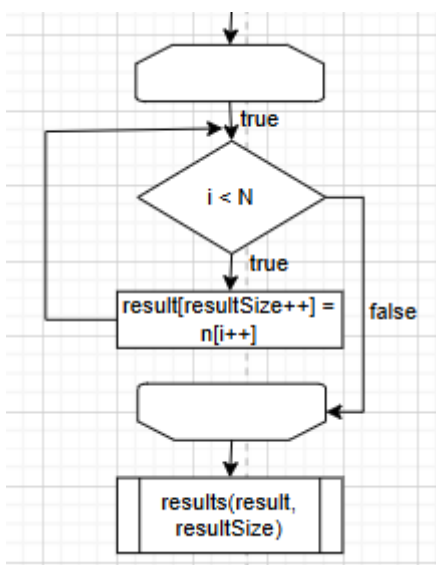 true
i < N
true
result[resultSize++] =
n[i++]
false
results(result,
resultSize)